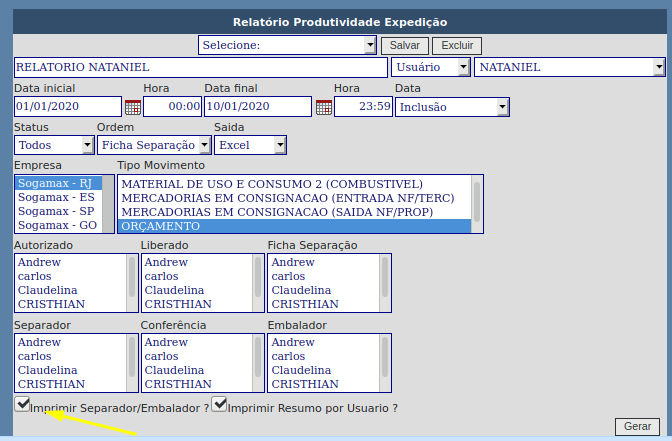 Relatório Produtividade Expedição
Selecione: Salvar Excluir
RELATORIO NATANIEL Usuário NATANIEL
Data inicial Hora Data final Hora Data
01/01/2020 00:00 10/01/2020 23:59 Inclusão
Status Ordem Saida
Todos Ficha Separação Excel
Empresa Tipo Movimento
Sogamax - RJ MATERIAL DE USO E CONSUMO 2 (COMBUSTIVEL)
Sogamax - ES MERCADORIAS EM CONSIGNACAO (ENTRADA NF/TERC)
Sogamax - SP MERCADORIAS EM CONSIGNACAO (SAIDA NF/PROP)
Sogamax - GO ORÇAMENTO
Autorizado Liberado Ficha Separação
Andrew Andrew Andrew
carlos carlos carlos
Claudelina Claudelina Claudelina
CRISTHIAN CRISTHIAN CRISTHIAN
Separador Conferência Embalador
Andrew Andrew Andrew
carlos carlos carlos
Claudelina Claudelina Claudelina
CRISTHIAN CRISTHIAN CRISTHIAN
Imprimir Separador/Embalador ? Imprimir Resumo por Usuario ?
Gerar